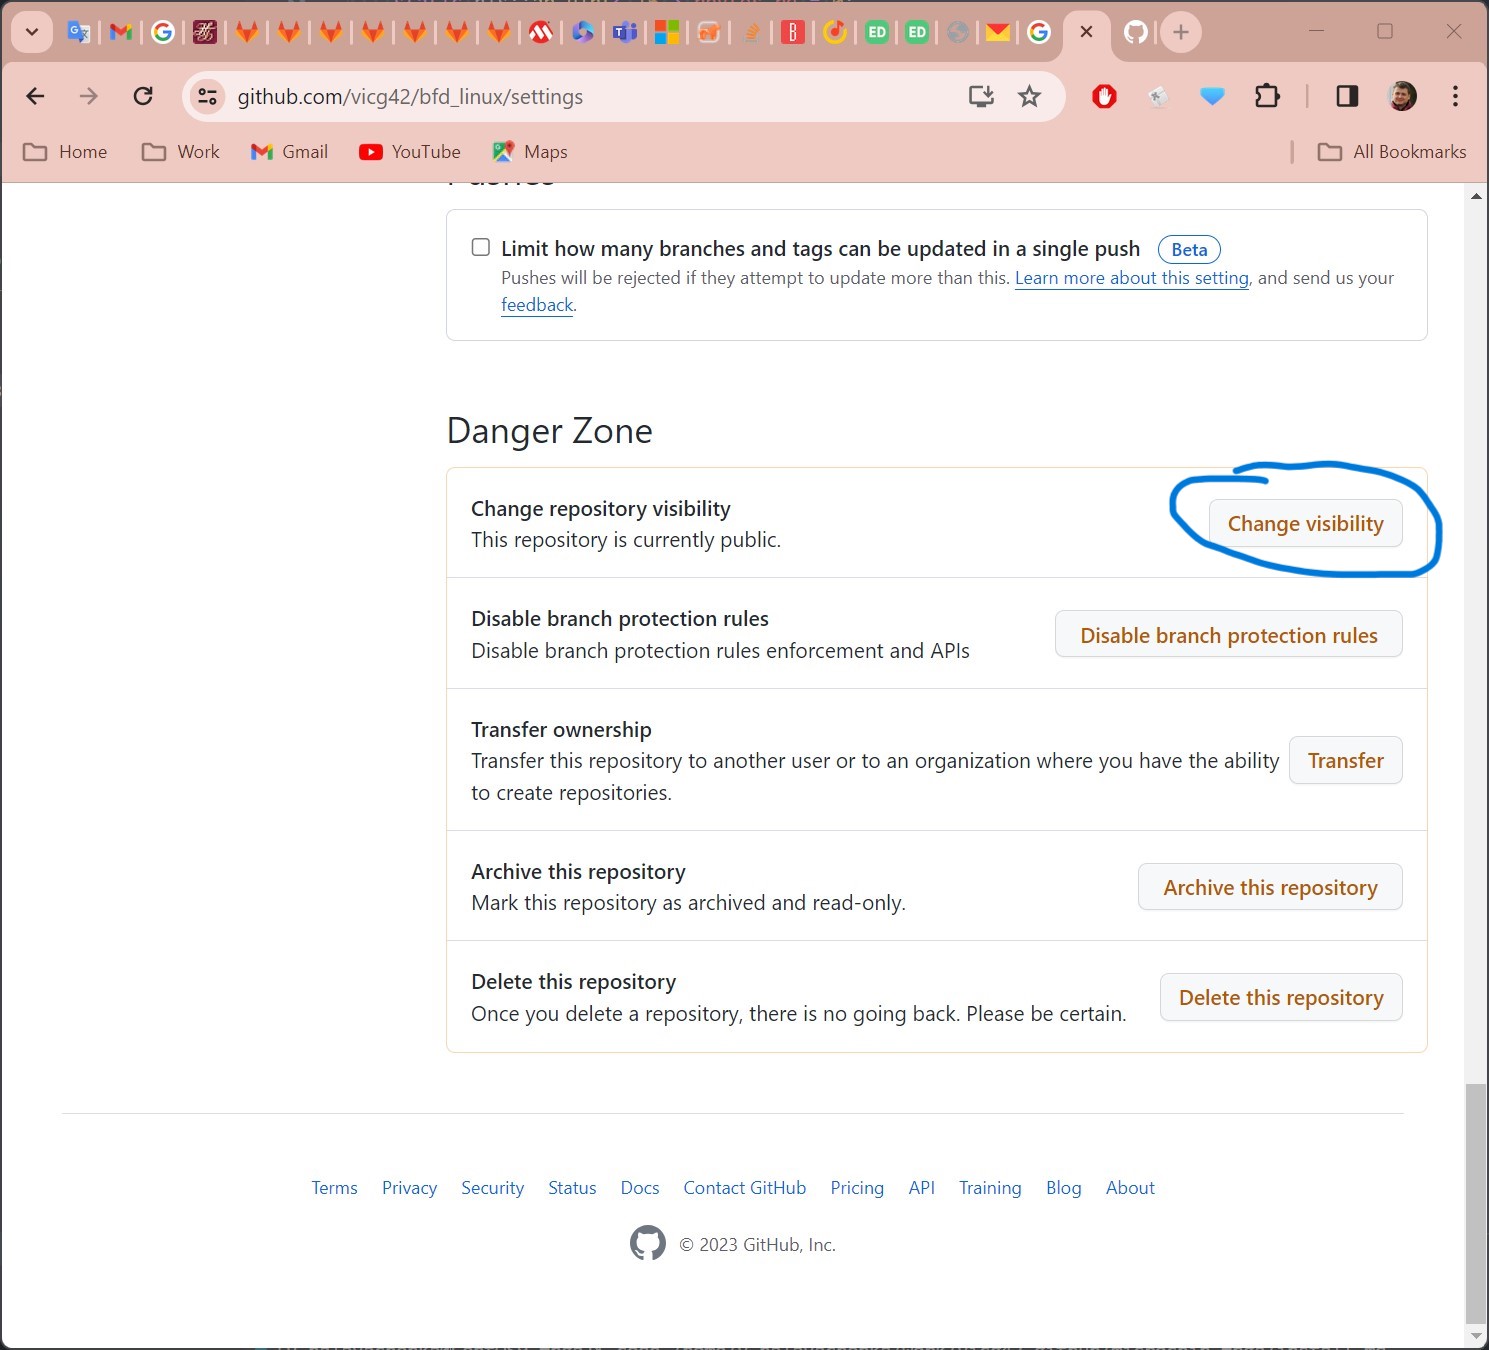 github.com/vicg42/bfd_linux/settings
Home Work Gmail YouTube Maps All Bookmarks
Limit how many branches and tags can be updated in a single push Beta
Pushes will be rejected if they attempt to update more than this. Learn more about this setting, and send us your
feedback.
Danger Zone
Change repository visibility
This repository is currently public.
Change visibility
Disable branch protection rules
Disable branch protection rules enforcement and APIs
Disable branch protection rules
Transfer ownership
Transfer this repository to another user or to an organization where you have the ability
to create repositories.
Transfer
Archive this repository
Mark this repository as archived and read-only.
Archive this repository
Delete this repository
Once you delete a repository, there is no going back. Please be certain.
Delete this repository
Terms Privacy Security Status Docs Contact GitHub Pricing API Training Blog About
© 2023 GitHub, Inc.